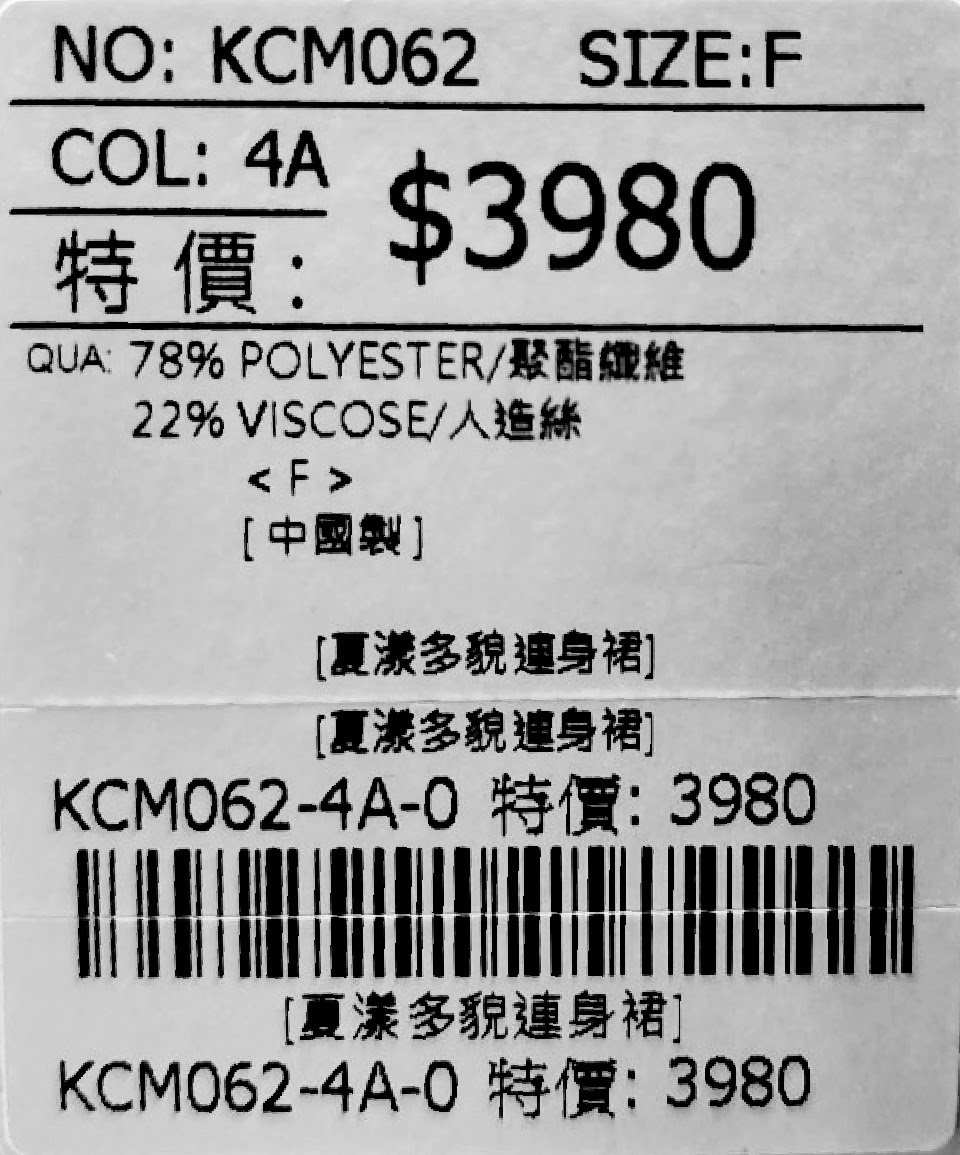 NO: KCM062 SIZE:F
COL: 4A
$3980
特價:
QUA: 78% POLYESTER/聚酯纖維
22% VISCOSE/人造絲
< F >
[中國製]
[夏漾多貌連身裙]
[夏漾多貌連身裙]
KCM062-4A-0 特價: 3980
[夏漾多貌連身裙]
KCM062-4A-0 特價: 3980